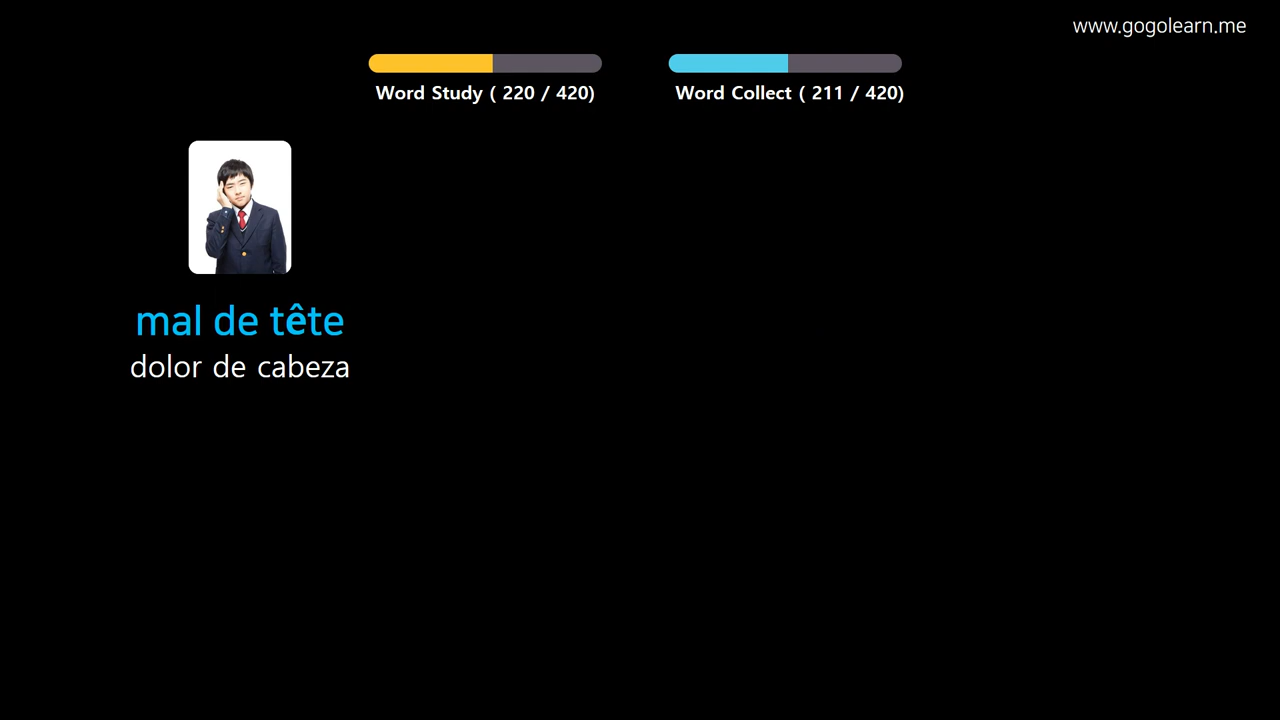 www.gogolearn.me
Word Study ( 220 / 420)
Word Collect ( 211 / 420)
mal de tête
dolor de cabeza